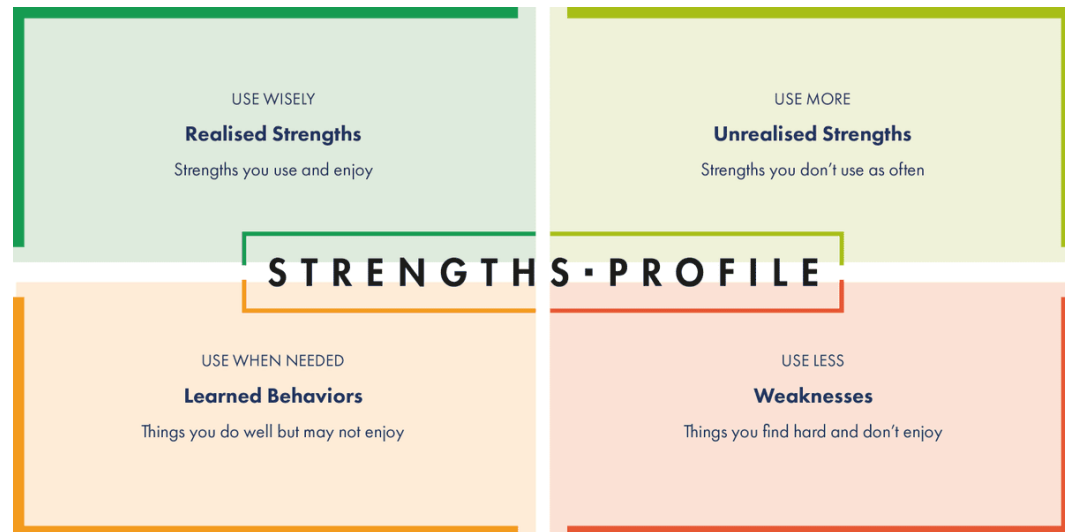 USE WISELY
Realised Strengths
Strengths you use and enjoy
USE MORE
Unrealised Strengths
Strengths you don't use as often
STRENGTHS·PROFILE
USE WHEN NEEDED
Learned Behaviors
Things you do well but may not enjoy
USE LESS
Weaknesses
Things you find hard and don't enjoy